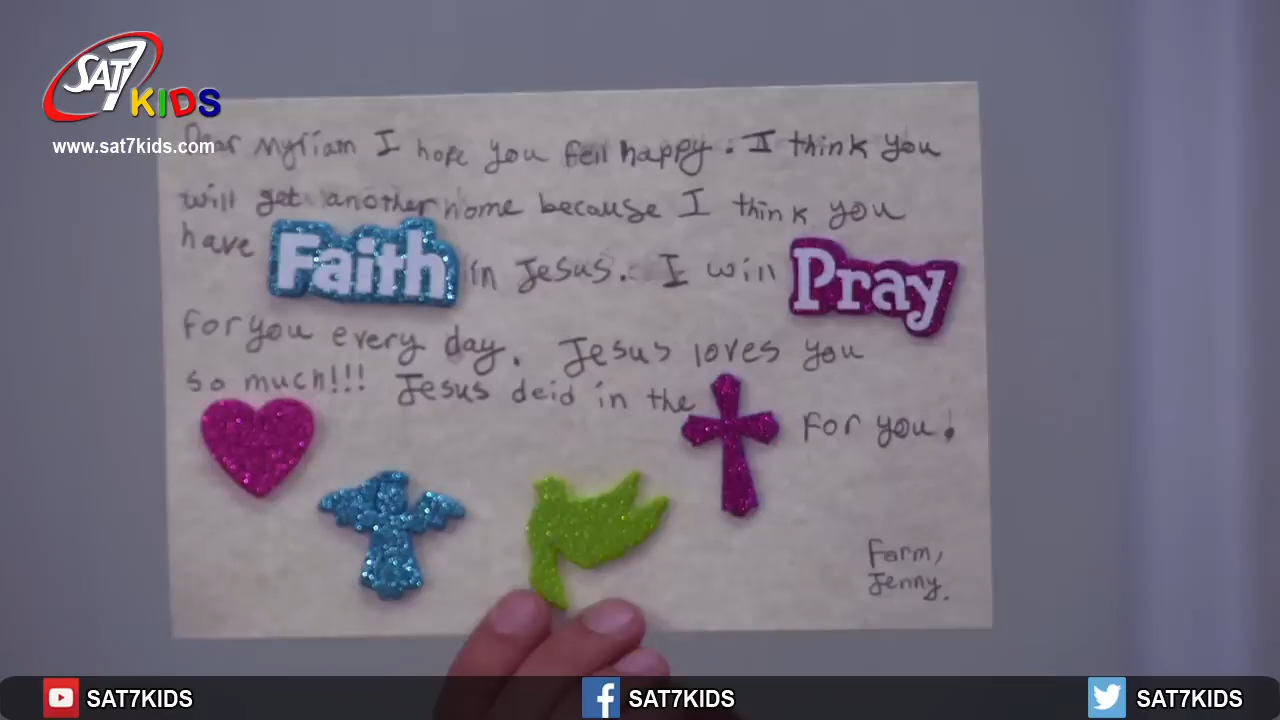 SAT7 KIDS
www.sat7kids.com
Dear Myriam I hope you fell happy. I think you
will get another home because I think you
have Faith in Jesus. I will Pray
for you every day. Jesus loves you
so much!!! Jesus deid in the
for you!
Farm,
Jenny.
SAT7KIDS
SAT7KIDS
SAT7KIDS